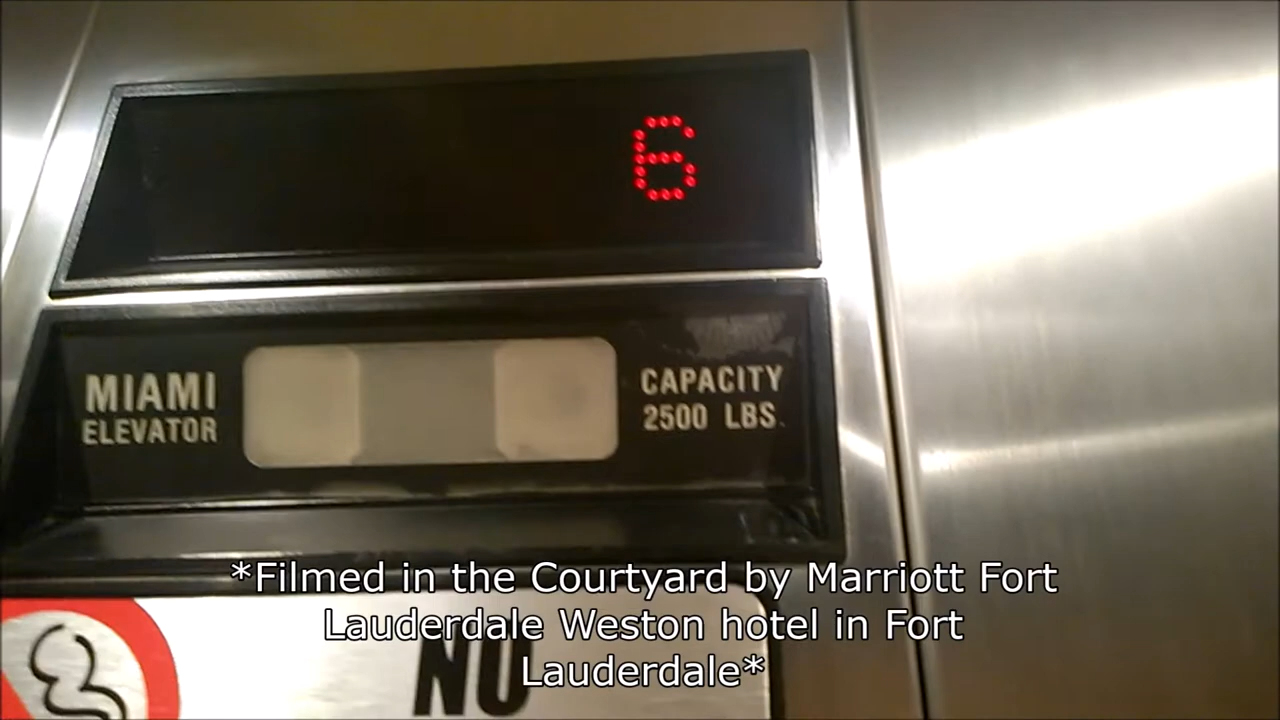 6
MIAMI
ELEVATOR
CAPACITY
2500 LBS.
NO
*Filmed in the Courtyard by Marriott Fort
Lauderdale Weston hotel in Fort
Lauderdale*